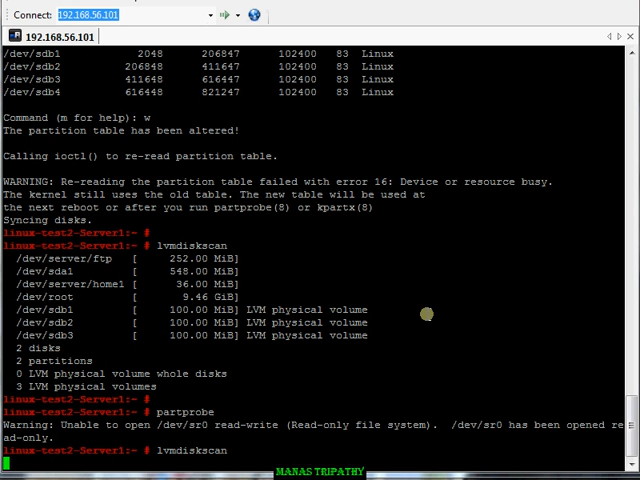 Connect: 192.168.56.101
192.168.56.101
/dev/sdb1 2048 206847 102400 83 Linux
/dev/sdb2 206848 411647 102400 83 Linux
/dev/sdb3 411648 616447 102400 83 Linux
/dev/sdb4 616448 821247 102400 83 Linux
Command (m for help): w
The partition table has been altered!
Calling ioctl() to re-read partition table.
WARNING: Re-reading the partition table failed with error 16: Device or resource busy.
The kernel still uses the old table. The new table will be used at
the next reboot or after you run partprobe(8) or kpartx(8)
Syncing disks.
linux-test2-Server1:~ #
linux-test2-Server1:~ # lvmdiskscan
/dev/server/ftp [ 252.00 MiB]
/dev/sda1 [ 548.00 MiB]
/dev/server/home1 [ 36.00 MiB]
/dev/root [ 9.46 GiB]
/dev/sdb1 [ 100.00 MiB] LVM physical volume
/dev/sdb2 [ 100.00 MiB] LVM physical volume
/dev/sdb3 [ 100.00 MiB] LVM physical volume
2 disks
2 partitions
0 LVM physical volume whole disks
3 LVM physical volumes
linux-test2-Server1:~ #
linux-test2-Server1:~ # partprobe
Warning: Unable to open /dev/sr0 read-write (Read-only file system).  /dev/sr0 has been opened re
ad-only.
linux-test2-Server1:~ # lvmdiskscan
MANAS TRIPATHY